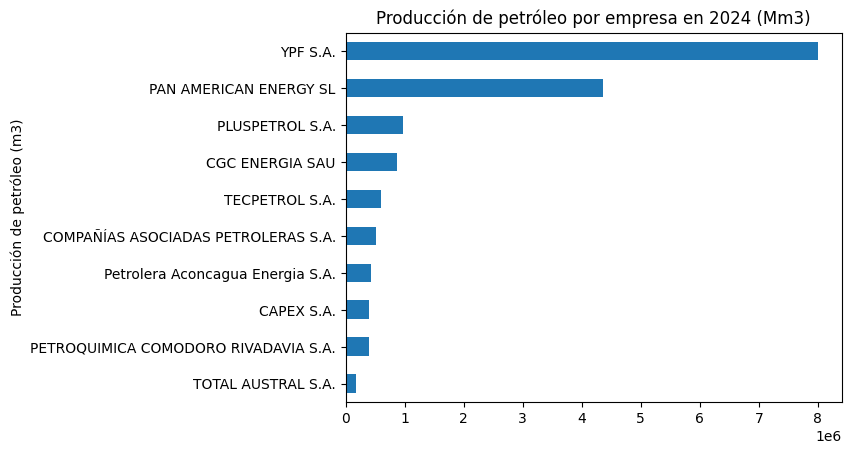 Producción de petróleo por empresa en 2024 (Mm3)
Producción de petróleo (m3)
YPF S.A.
PAN AMERICAN ENERGY SL
PLUSPETROL S.A.
CGC ENERGIA SAU
TECPETROL S.A.
COMPAÑÍAS ASOCIADAS PETROLERAS S.A.
Petrolera Aconcagua Energia S.A.
CAPEX S.A.
PETROQUIMICA COMODORO RIVADAVIA S.A.
TOTAL AUSTRAL S.A.
0 1 2 3 4 5 6 7 8
1e6